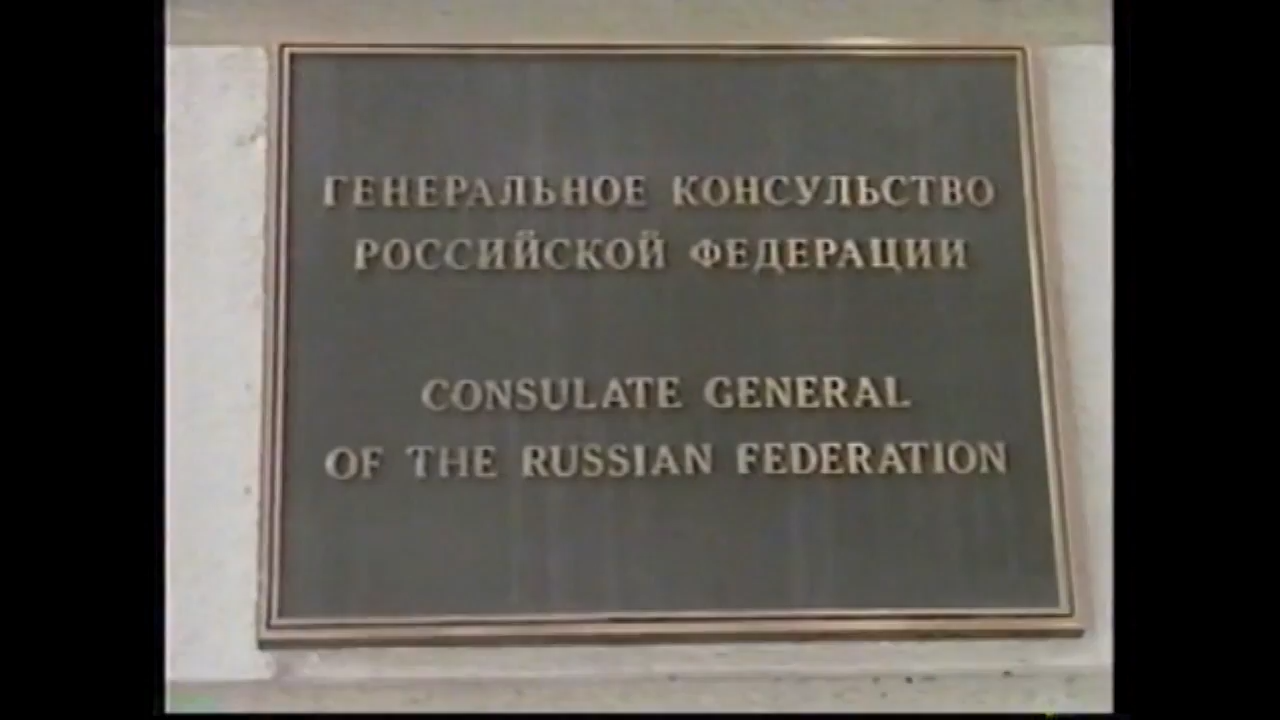 ГЕНЕРАЛЬНОЕ КОНСУЛЬСТВО
РОССИЙСКОЙ ФЕДЕРАЦИИ
CONSULATE GENERAL
OF THE RUSSIAN FEDERATION